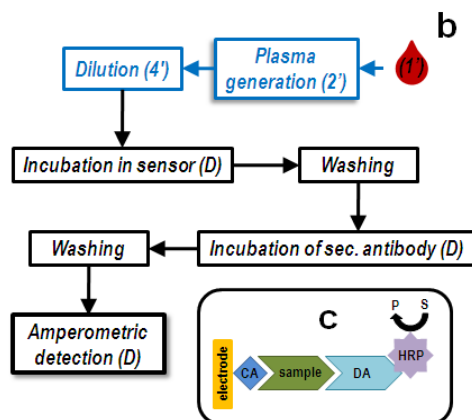 b
Dilution (4')
Plasma
generation (2')
(1')
Incubation in sensor (D)
Washing
Washing
Incubation of sec. antibody (D)
Amperometric
detection (D)
C
P S
electrode
CA
sample
DA
HRP